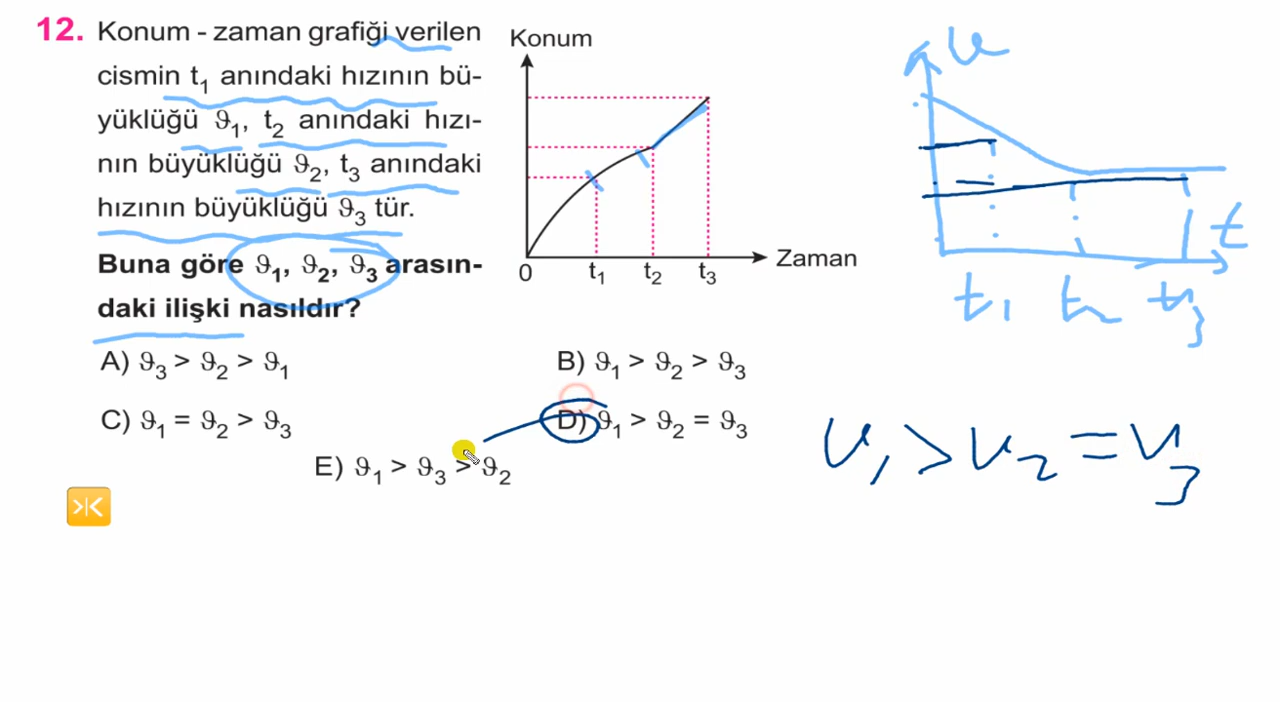 12. Konum - zaman grafiği verilen
cismin t₁ anındaki hızının bü-
yüklüğü ϑ₁, t₂ anındaki hızı-
nın büyüklüğü ϑ₂, t₃ anındaki
hızının büyüklüğü ϑ₃ tür.
Buna göre ϑ₁, ϑ₂, ϑ₃ arasın-
daki ilişki nasıldır?
Konum
0 t₁ t₂ t₃ Zaman
A) ϑ₃ > ϑ₂ > ϑ₁
B) ϑ₁ > ϑ₂ > ϑ₃
C) ϑ₁ = ϑ₂ > ϑ₃
D) ϑ₁ > ϑ₂ = ϑ₃
E) ϑ₁ > ϑ₃ > ϑ₂
v
t
t₁ t₂ t₃
v₁ > v₂ = v₃